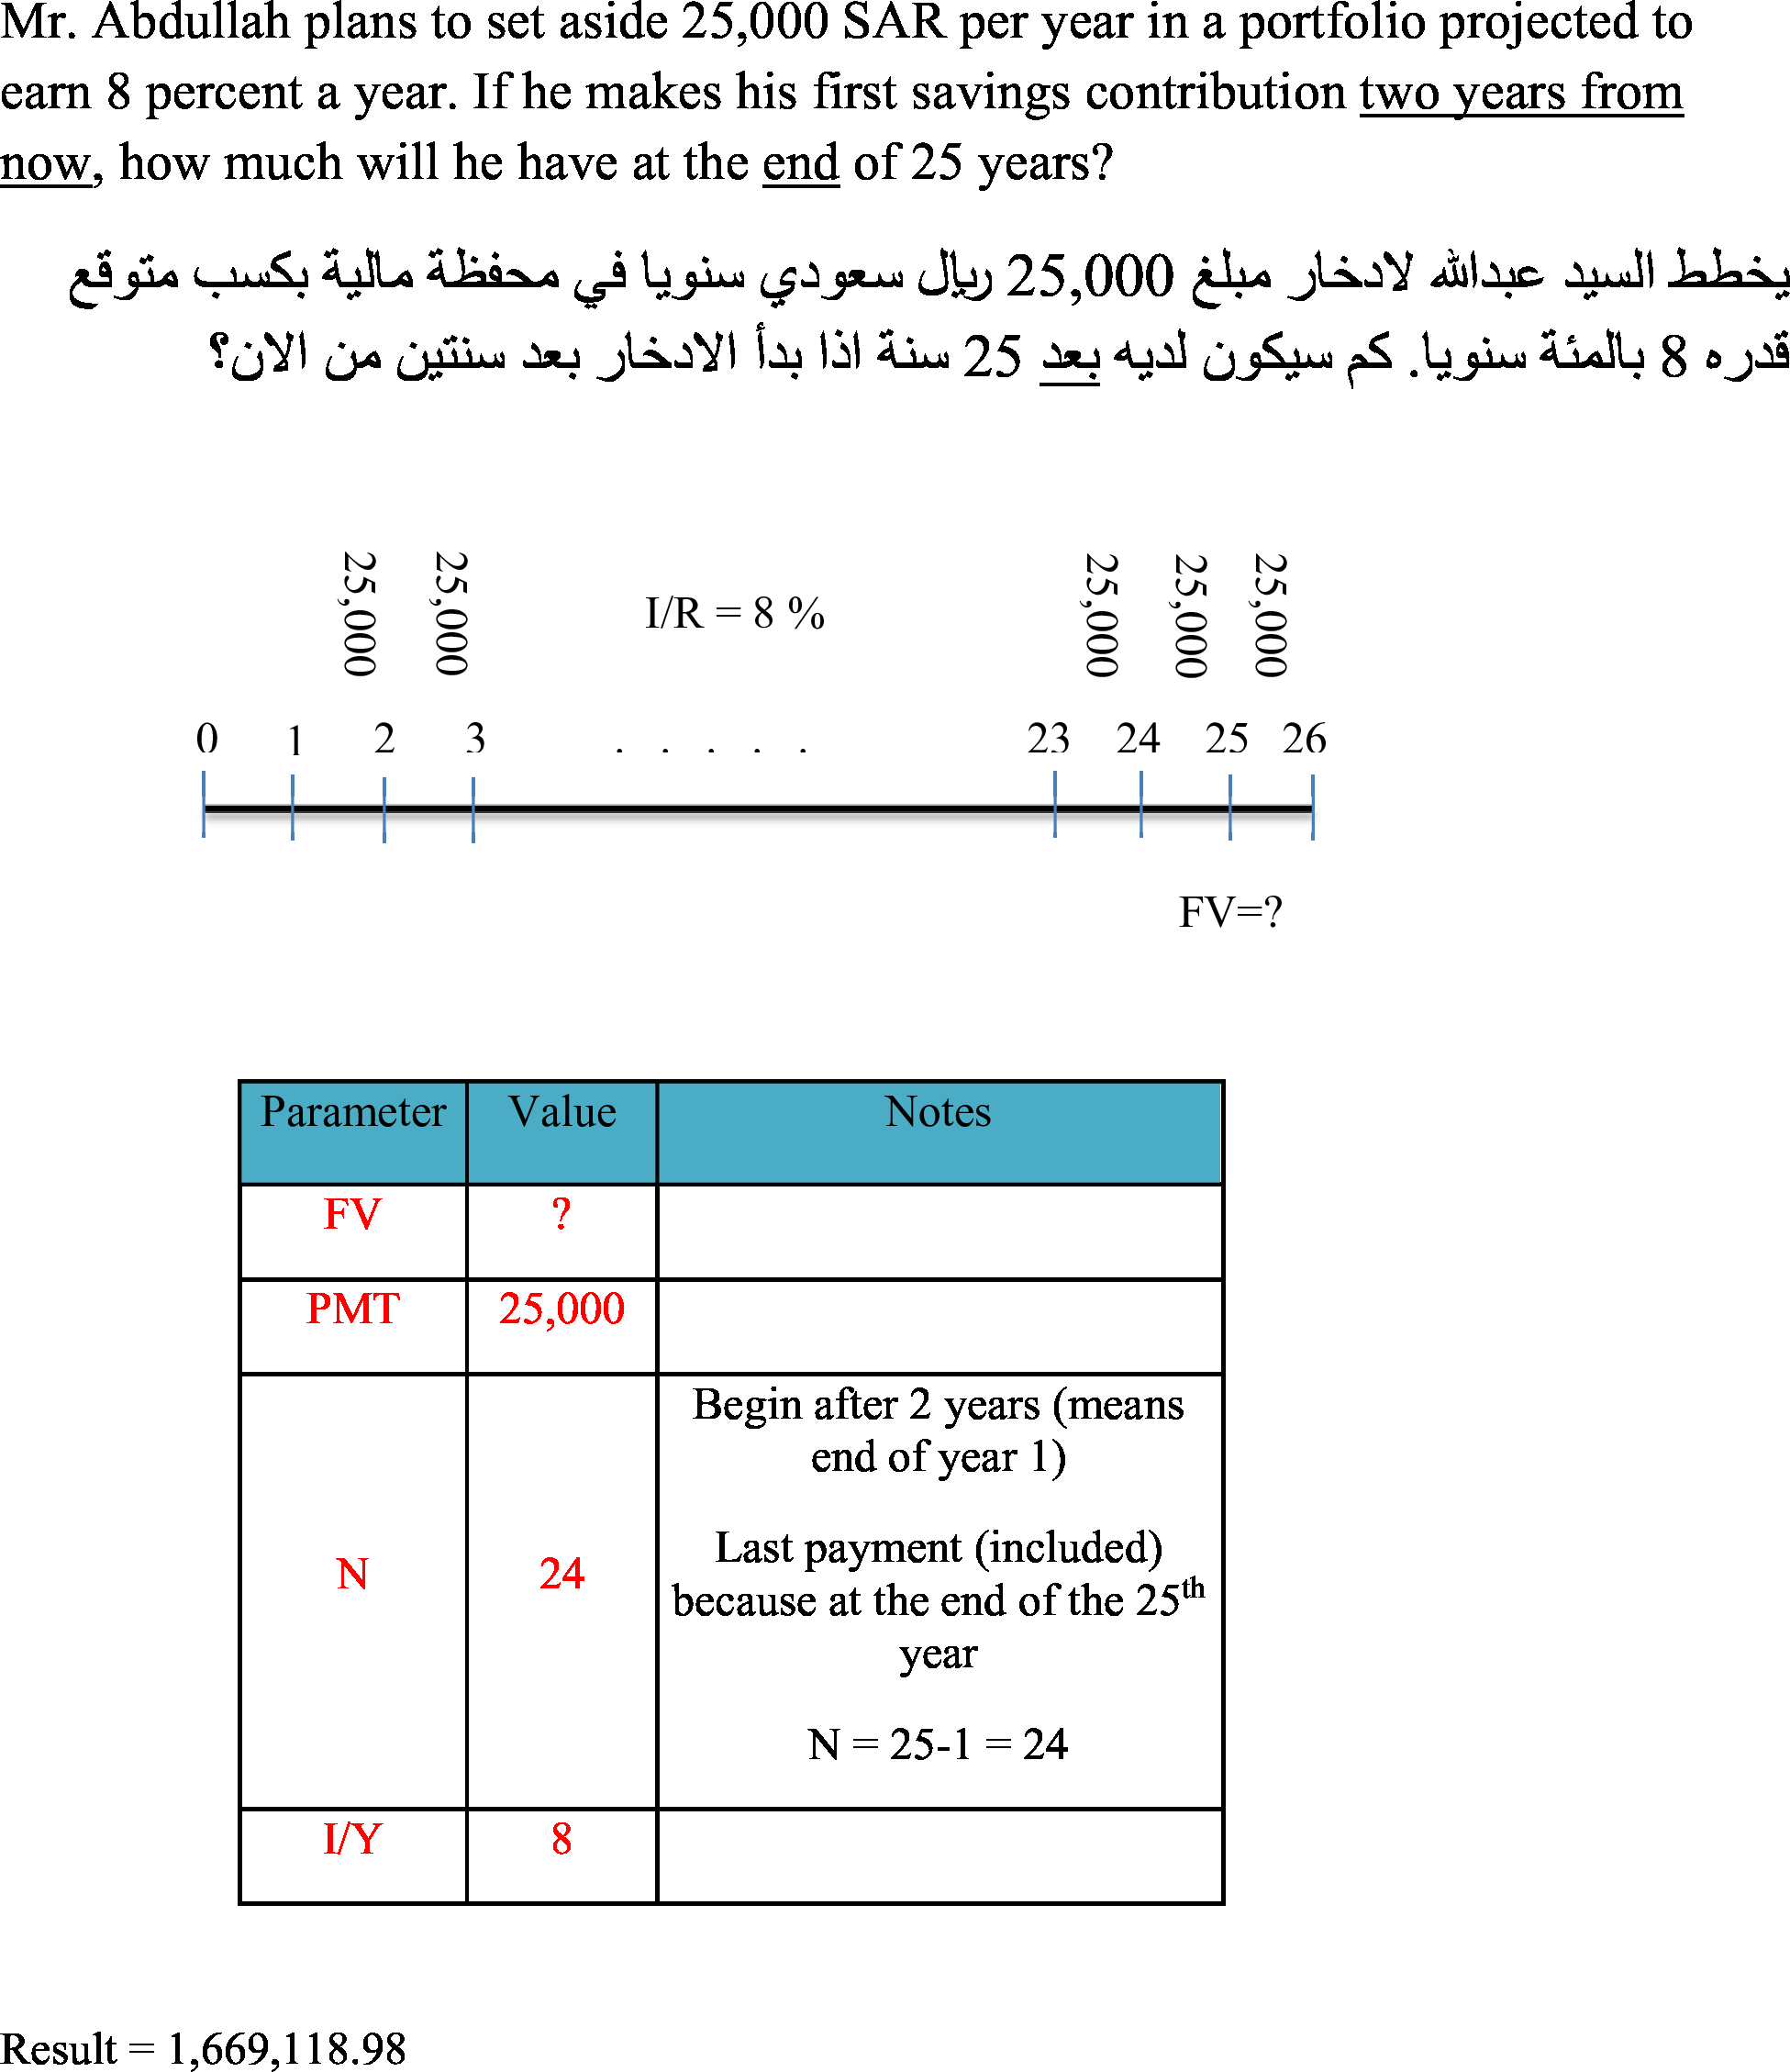 Mr. Abdullah plans to set aside 25,000 SAR per year in a portfolio projected to
earn 8 percent a year. If he makes his first savings contribution two years from
now, how much will he have at the end of 25 years?
يخطط السيد عبدالله لادخار مبلغ 25,000 ريال سعودي سنويا في محفظة مالية بكسب متوقع
قدره 8 بالمئة سنويا. كم سيكون لديه بعد 25 سنة اذا بدأ الادخار بعد سنتين من الان؟
25,000 25,000 I/R = 8 % 25,000 25,000 25,000
0 1 2 3 . . . . . 23 24 25 26
FV=?
Parameter Value Notes
FV ?
PMT 25,000
Begin after 2 years (means
end of year 1)
Last payment (included)
N 24
because at the end of the 25th
year
N = 25-1 = 24
I/Y 8
Result = 1,669,118.98